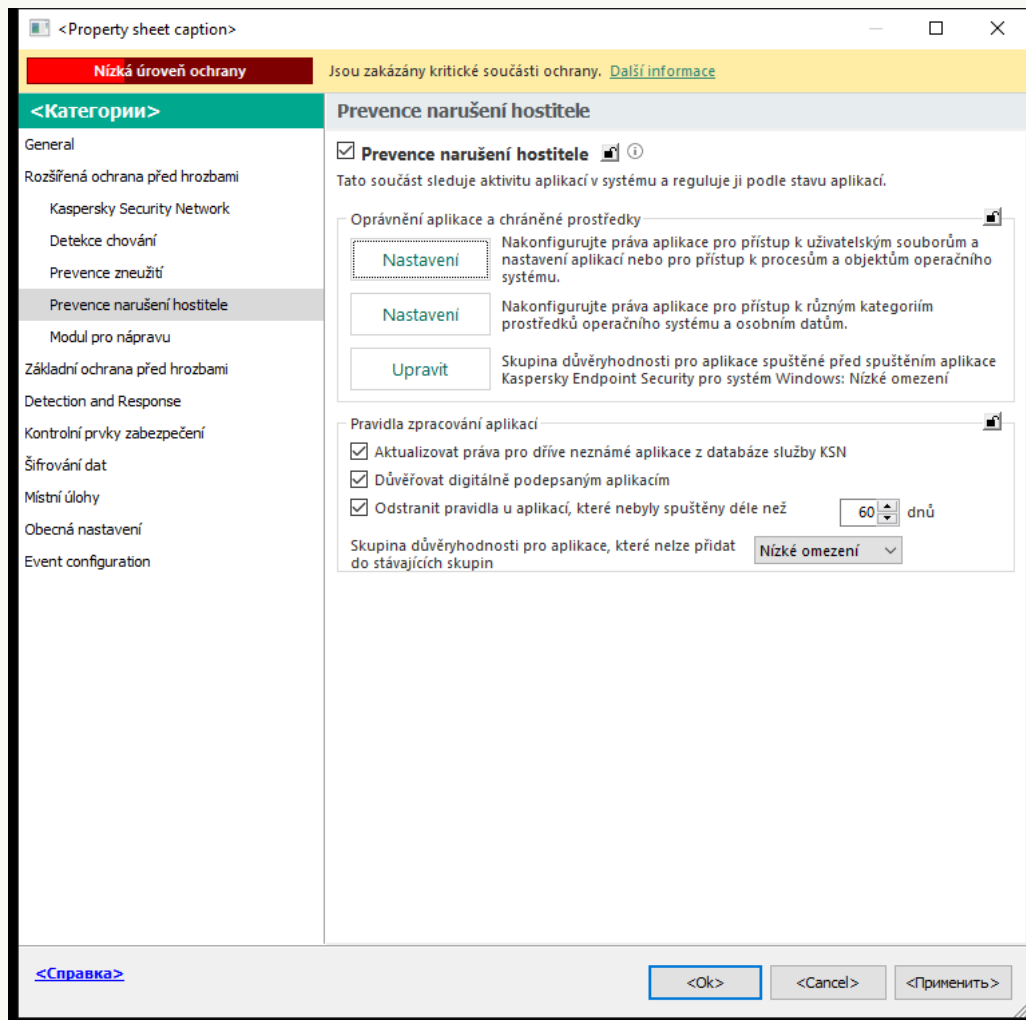 <Property sheet caption>
Nízká úroveň ochrany
Jsou zakázány kritické součásti ochrany. Další informace
<Категории>
General
Rozšířená ochrana před hrozbami
Kaspersky Security Network
Detekce chování
Prevence zneužití
Prevence narušení hostitele
Modul pro nápravu
Základní ochrana před hrozbami
Detection and Response
Kontrolní prvky zabezpečení
Šifrování dat
Místní úlohy
Obecná nastavení
Event configuration
Prevence narušení hostitele
Prevence narušení hostitele
Tato součást sleduje aktivitu aplikací v systému a reguluje ji podle stavu aplikací.
Oprávnění aplikace a chráněné prostředky
Nastavení
Nakonfigurujte práva aplikace pro přístup k uživatelským souborům a
nastavení aplikací nebo pro přístup k procesům a objektům operačního
systému.
Nastavení
Nakonfigurujte práva aplikace pro přístup k různým kategoriím
prostředků operačního systému a osobním datům.
Upravit
Skupina důvěryhodnosti pro aplikace spuštěné před spuštěním aplikace
Kaspersky Endpoint Security pro systém Windows: Nízké omezení
Pravidla zpracování aplikací
Aktualizovat práva pro dříve neznámé aplikace z databáze služby KSN
Důvěřovat digitálně podepsaným aplikacím
Odstranit pravidla u aplikací, které nebyly spuštěny déle než 60 dnů
Skupina důvěryhodnosti pro aplikace, které nelze přidat
do stávajících skupin
Nízké omezení
<Справка>
<Ok>
<Cancel>
<Применить>